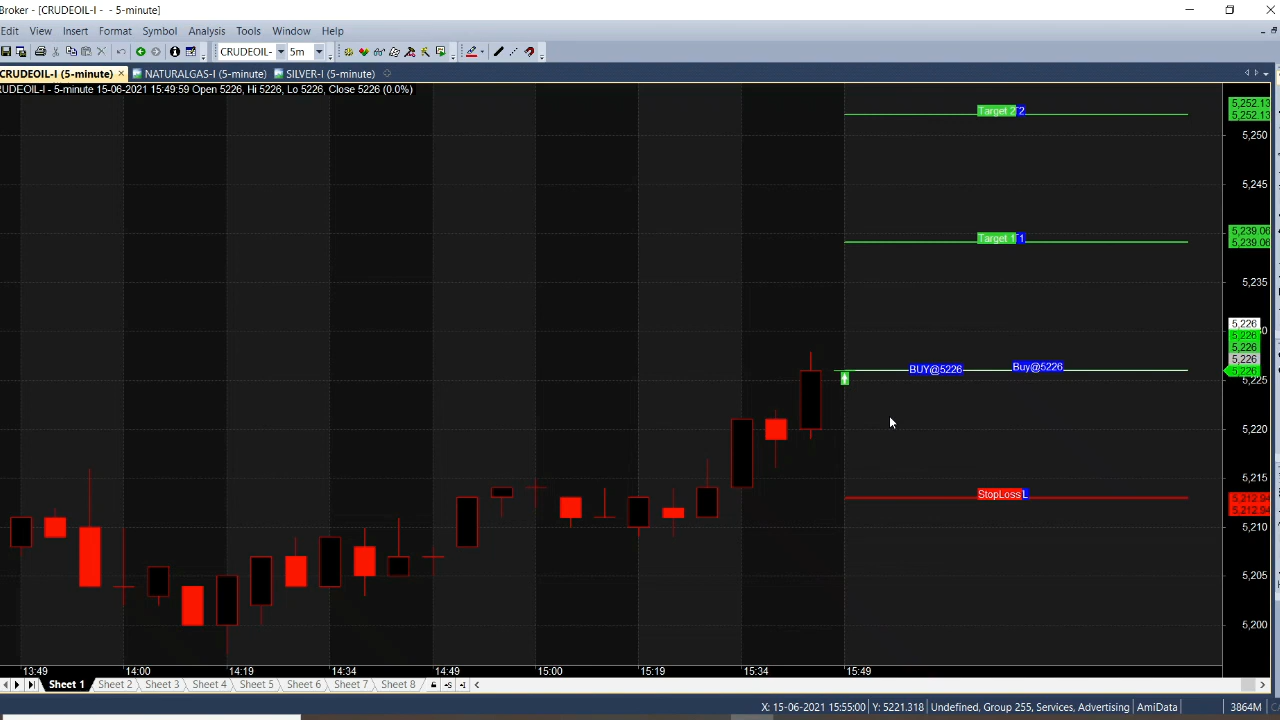 Broker - [CRUDEOIL-I - - 5-minute]
Edit View Insert Format Symbol Analysis Tools Window Help
CRUDEOIL- 5m
CRUDEOIL-I (5-minute) NATURALGAS-I (5-minute) SILVER-I (5-minute)
UDEOIL-I - 5-minute 15-06-2021 15:49:59 Open 5226, Hi 5226, Lo 5226, Close 5226 (0.0%)
5,252.13
Target 2 T2
5,252.13
5,250
5,245
5,239.06
Target 1 T1
5,239.06
5,235
5,226
5,226
5,226
5,226
BUY@5226 Buy@5226 5,226
5,225
5,220
5,215
StopLoss L
5,212.94
5,212.94
5,210
5,205
5,200
13:49 14:00 14:19 14:34 14:49 15:00 15:19 15:34 15:49
Sheet 1 Sheet 2 Sheet 3 Sheet 4 Sheet 5 Sheet 6 Sheet 7 Sheet 8
X: 15-06-2021 15:55:00 Y: 5221.318 Undefined, Group 255, Services, Advertising AmiData 3864M